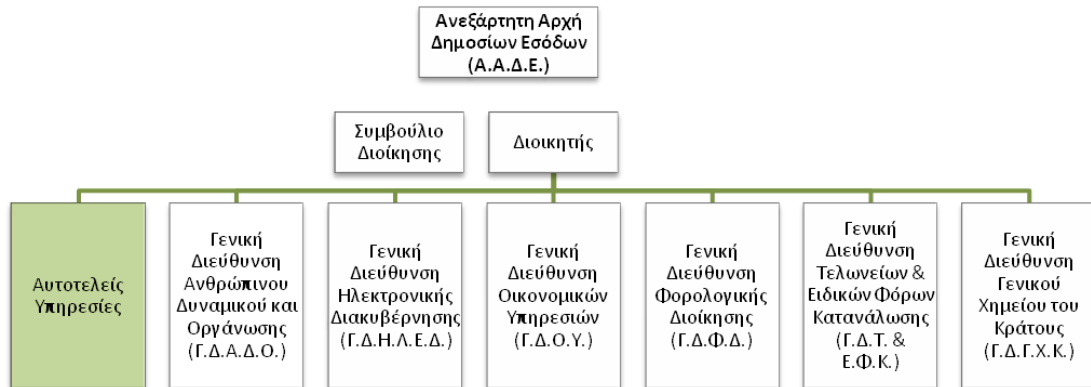 Ανεξάρτητη Αρχή
Δημοσίων Εσόδων
(Α.Α.Δ.Ε.)
Συμβούλιο
Διοίκησης
Διοικητής
Αυτοτελείς
Υπηρεσίες
Γενική
Διεύθυνση
Ανθρώπινου
Δυναμικού και
Οργάνωσης
(Γ.Δ.Α.Δ.Ο.)
Γενική
Διεύθυνση
Ηλεκτρονικής
Διακυβέρνησης
(Γ.Δ.Η.Λ.Ε.Δ.)
Γενική
Διεύθυνση
Οικονομικών
Υπηρεσιών
(Γ.Δ.Ο.Υ.)
Γενική
Διεύθυνση
Φορολογικής
Διοίκησης
(Γ.Δ.Φ.Δ.)
Γενική
Διεύθυνση
Τελωνείων &
Ειδικών Φόρων
Κατανάλωσης
(Γ.Δ.Τ. &
Ε.Φ.Κ.)
Γενική
Διεύθυνση
Γενικού
Χημείου του
Κράτους
(Γ.Δ.Γ.Χ.Κ.)